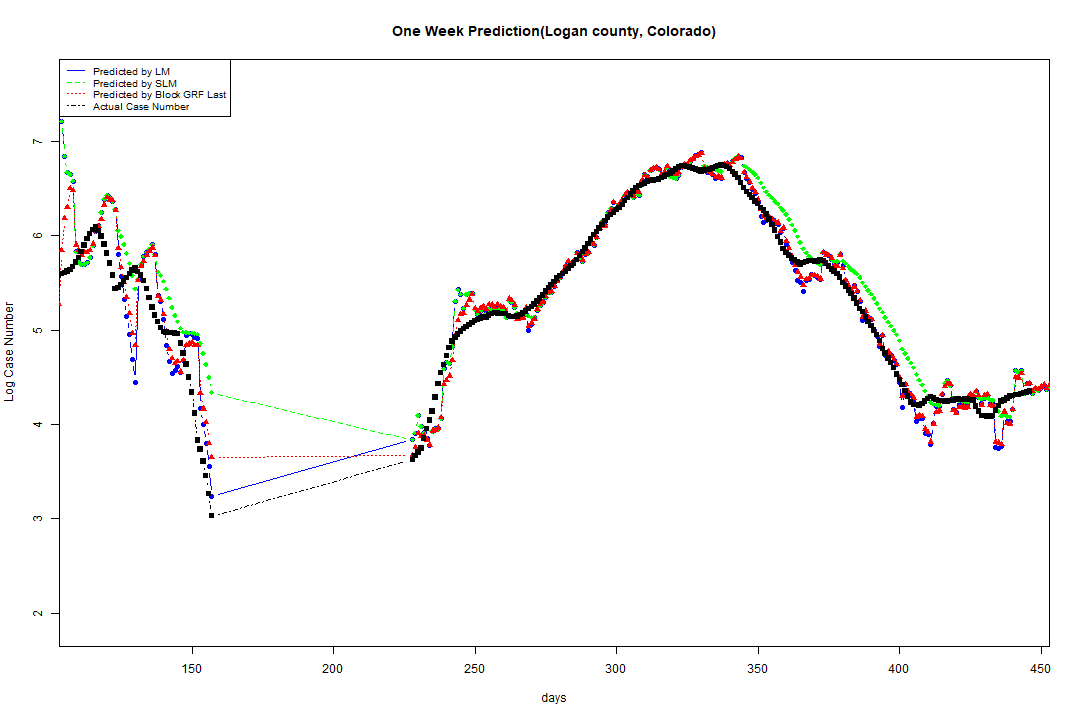 One Week Prediction(Logan county, Colorado)
Predicted by LM
Predicted by SLM
Predicted by Block GRF Last
Actual Case Number
Log Case Number
7
6
5
4
3
2
150
200
250
300
350
400
450
days